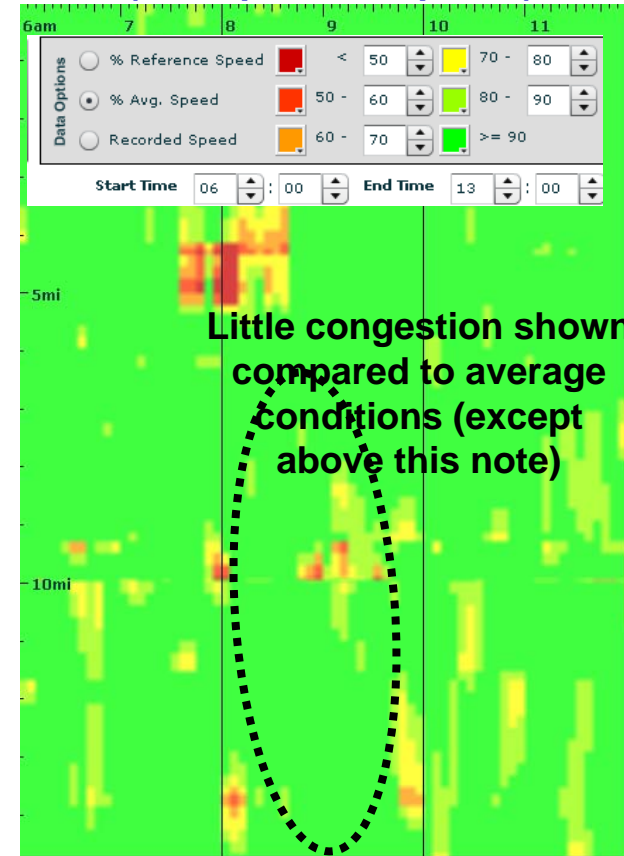 6am 7 8 9 10 11
Data Options
% Reference Speed < 50 70 - 80
% Avg. Speed 50 - 60 80 - 90
Recorded Speed 60 - 70 >= 90
Start Time 06 : 00 End Time 13 : 00
5mi
Little congestion shown
compared to average
conditions (except
above this note)
10mi